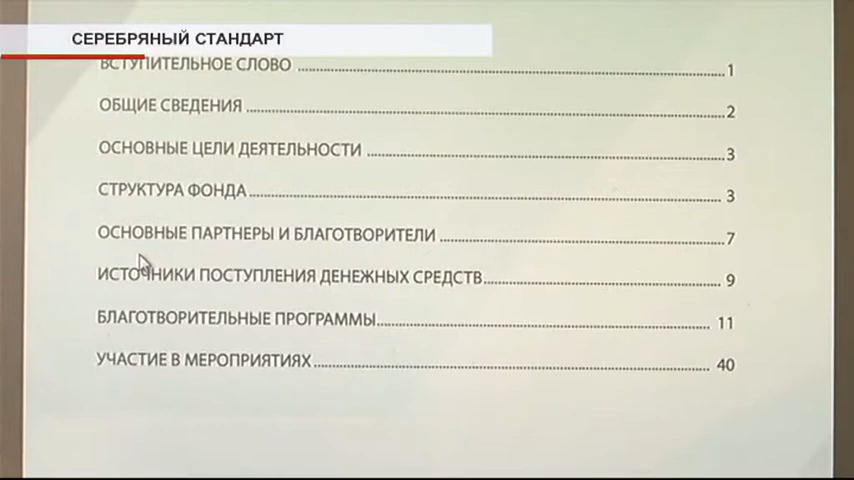 СЕРЕБРЯНЫЙ СТАНДАРТ
ВСТУПИТЕЛЬНОЕ СЛОВО ........ 1
ОБЩИЕ СВЕДЕНИЯ ........ 2
ОСНОВНЫЕ ЦЕЛИ ДЕЯТЕЛЬНОСТИ ........ 3
СТРУКТУРА ФОНДА ........ 3
ОСНОВНЫЕ ПАРТНЕРЫ И БЛАГОТВОРИТЕЛИ ........ 7
ИСТОЧНИКИ ПОСТУПЛЕНИЯ ДЕНЕЖНЫХ СРЕДСТВ ........ 9
БЛАГОТВОРИТЕЛЬНЫЕ ПРОГРАММЫ ........ 11
УЧАСТИЕ В МЕРОПРИЯТИЯХ ........ 40